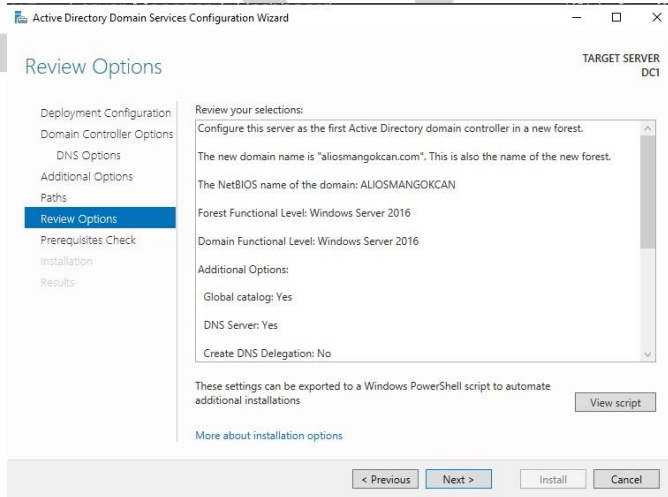 Active Directory Domain Services Configuration Wizard
Review Options
TARGET SERVER
DC1
Deployment Configuration
Domain Controller Options
DNS Options
Additional Options
Paths
Review Options
Prerequisites Check
Installation
Results
Review your selections:
Configure this server as the first Active Directory domain controller in a new forest.
The new domain name is "aliosmangokcan.com". This is also the name of the new forest.
The NetBIOS name of the domain: ALIOSMANGOKCAN
Forest Functional Level: Windows Server 2016
Domain Functional Level: Windows Server 2016
Additional Options:
Global catalog: Yes
DNS Server: Yes
Create DNS Delegation: No
These settings can be exported to a Windows PowerShell script to automate
additional installations
View script
More about installation options
< Previous
Next >
Install
Cancel